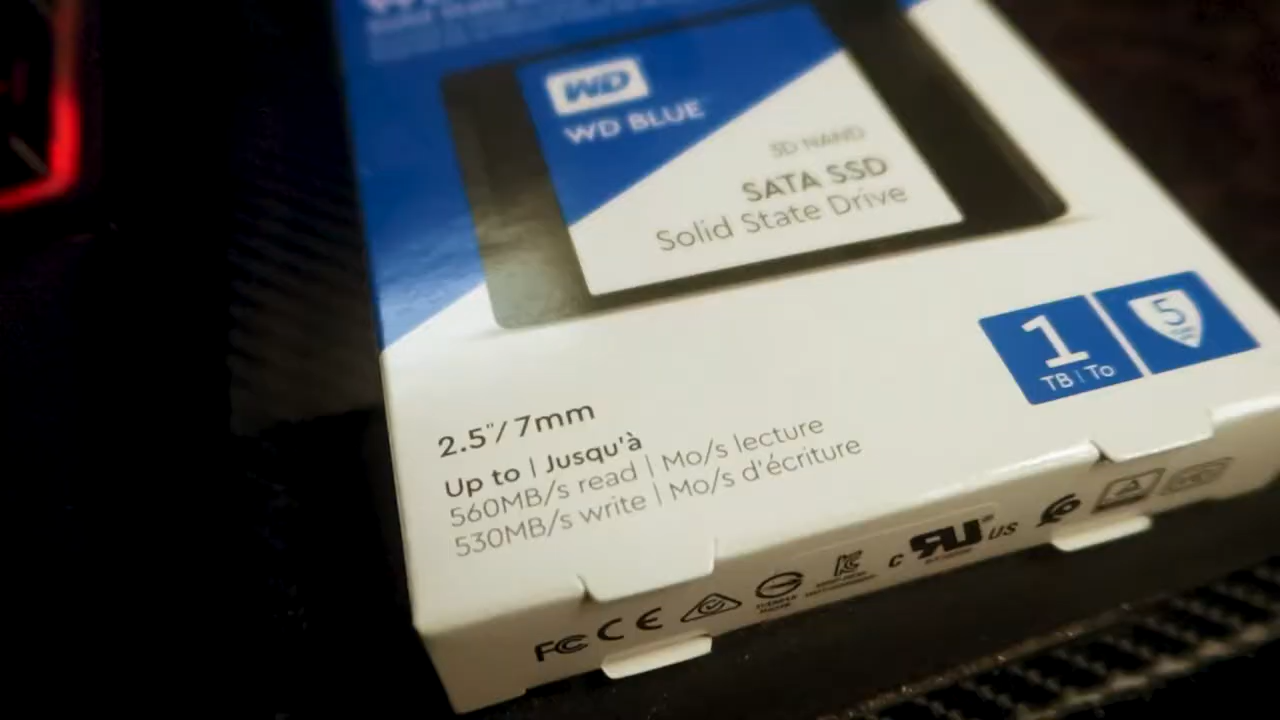 WD
WD BLUE
3D NAND
SATA SSD
Solid State Drive
1
TB | To
5
2.5"/7mm
Up to | Jusqu'à
560MB/s read | Mo/s lecture
530MB/s write | Mo/s d'écriture
FC CE
c RU® US